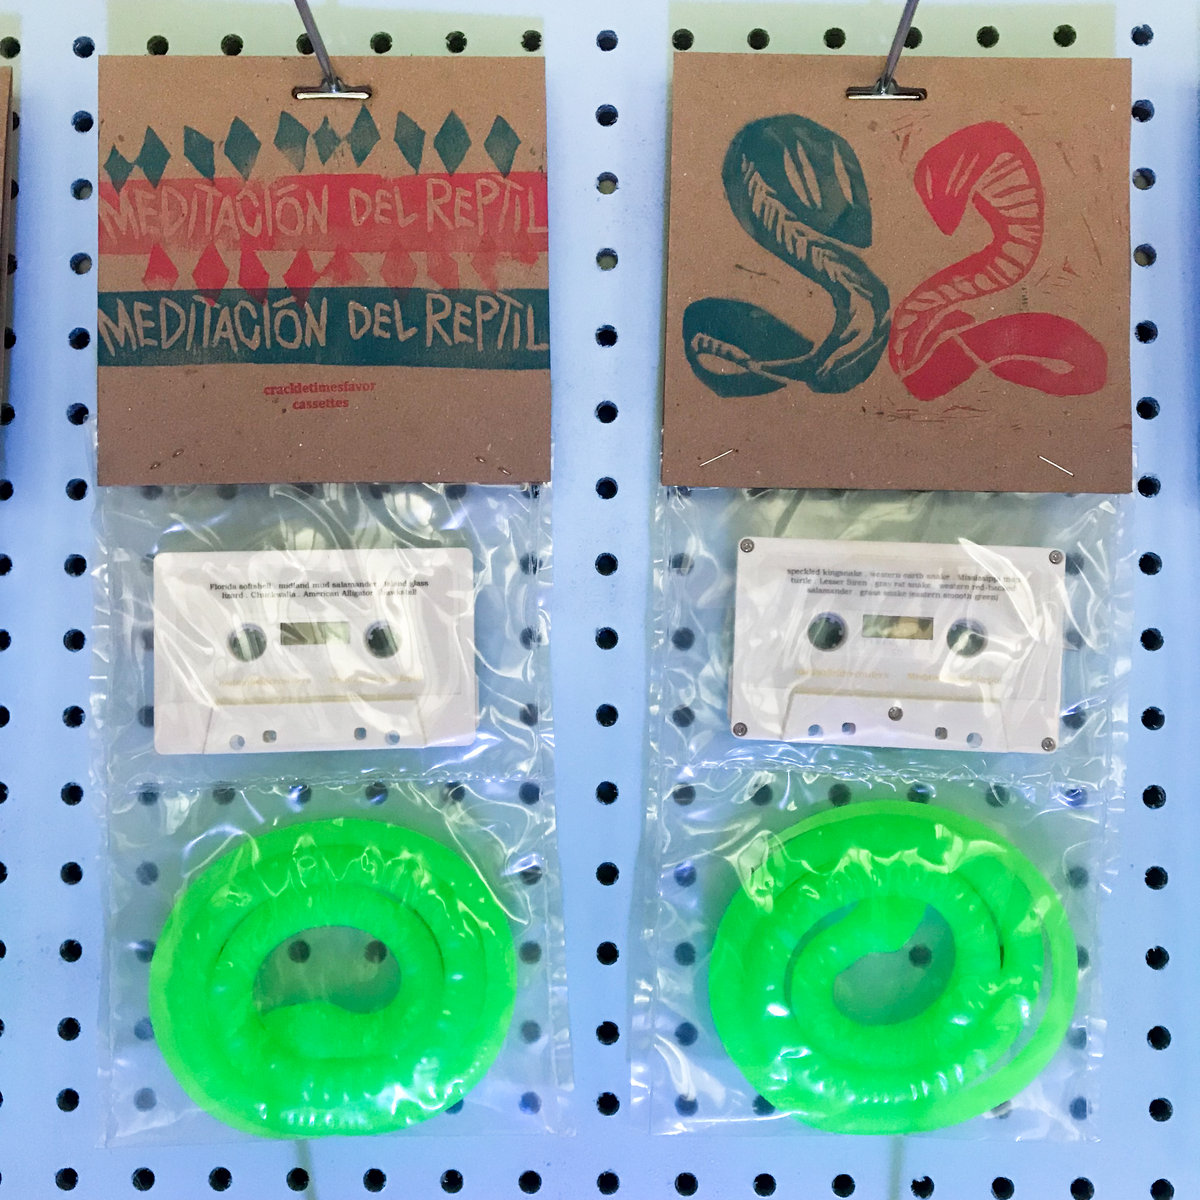 MEDITACIÓN DEL REPTIL
MEDITACIÓN DEL REPTIL
crackletimesfavor
cassettes
Florida softshell . midland mud salamander . island glass
lizard . Chuckwalla . American Alligator
speckled kingsnake . western earth snake . Mississippi mud
turtle . Lesser Siren . gray rat snake . western red-backed
salamander . grass snake (eastern smooth green)